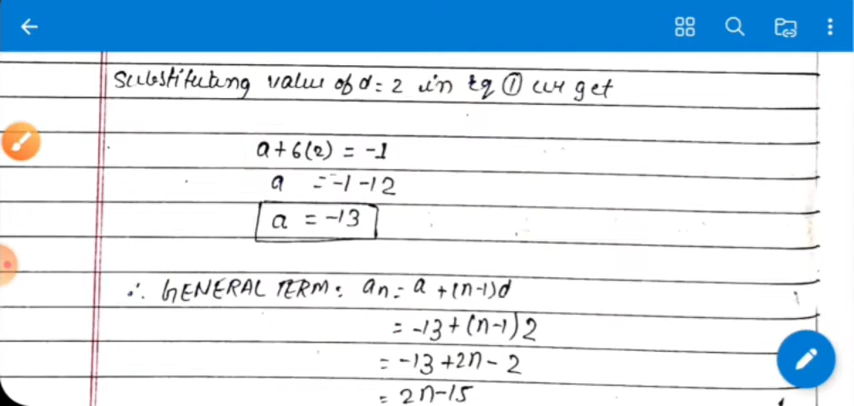 Substituting value of d=2 in Eq ① we get
a+6(2) = -1
a = -1-12
a = -13
∴ GENERAL TERM: an = a +(n-1)d
= -13+(n-1)2
= -13+2n-2
= 2n-15